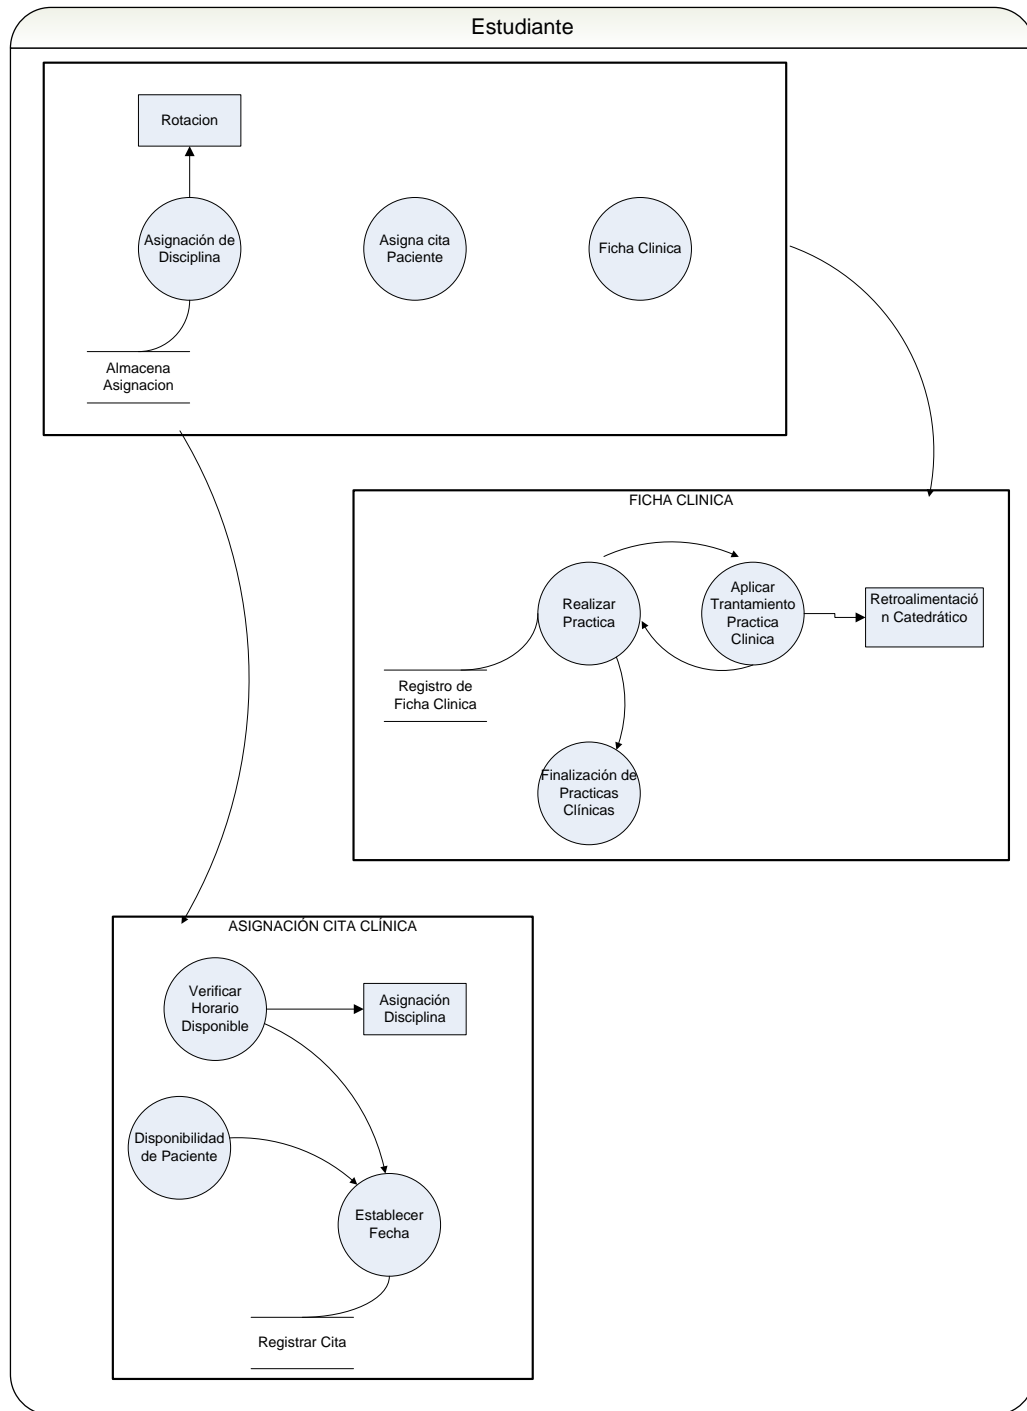 Estudiante
Rotacion
Asignación de
Disciplina
Asigna cita
Paciente
Ficha Clinica
Almacena
Asignacion
FICHA CLINICA
Realizar
Practica
Aplicar
Trantamiento
Practica
Clinica
Retroalimentació
n Catedrático
Registro de
Ficha Clinica
Finalización de
Practicas
Clínicas
ASIGNACIÓN CITA CLÍNICA
Verificar
Horario
Disponible
Asignación
Disciplina
Disponibilidad
de Paciente
Establecer
Fecha
Registrar Cita